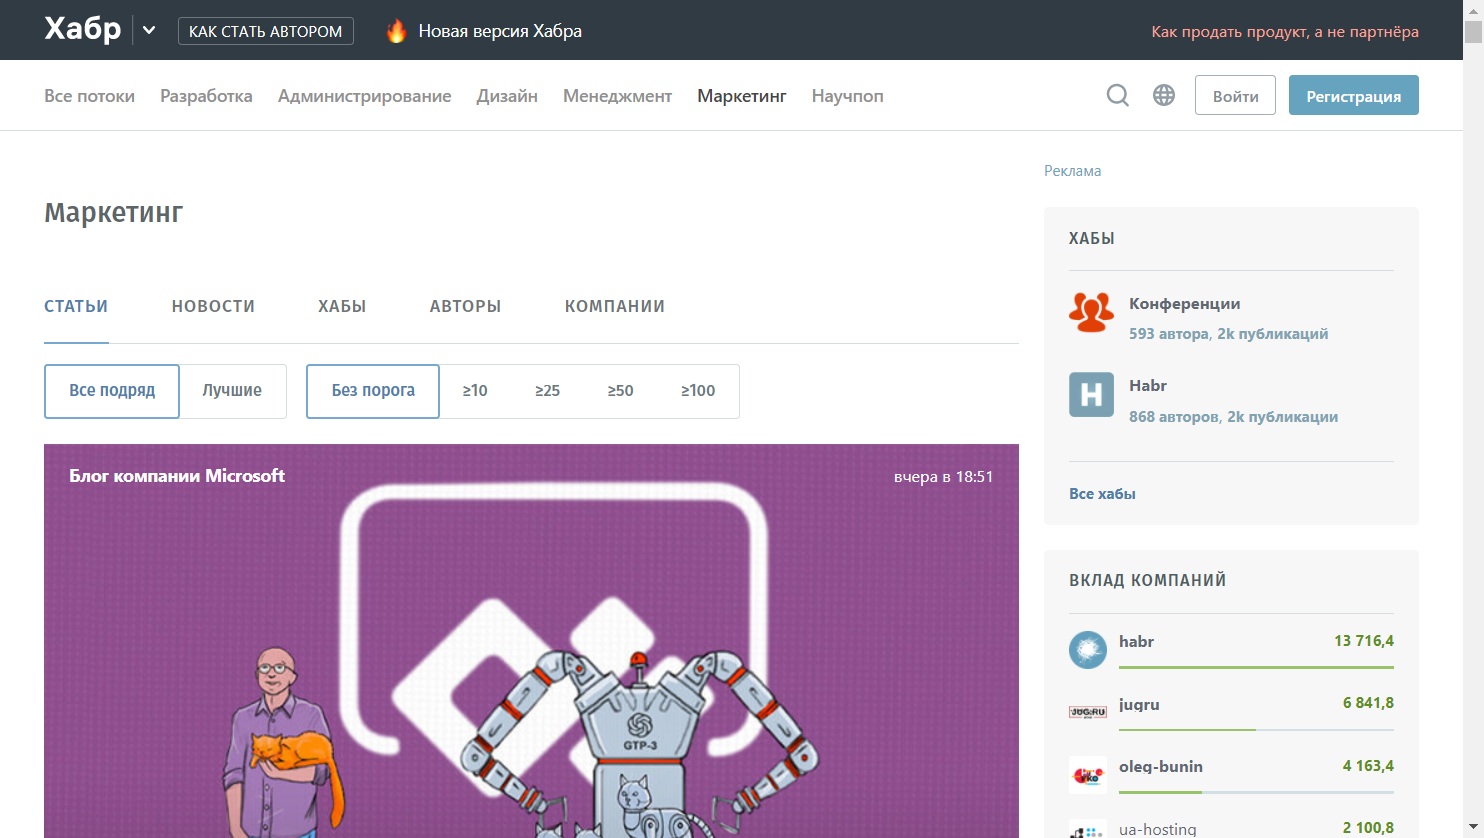 Хабр
КАК СТАТЬ АВТОРОМ
Новая версия Хабра
Как продать продукт, а не партнёра
Все потоки
Разработка
Администрирование
Дизайн
Менеджмент
Маркетинг
Научпоп
Войти
Регистрация
Реклама
Маркетинг
СТАТЬИ
НОВОСТИ
ХАБЫ
АВТОРЫ
КОМПАНИИ
Все подряд
Лучшие
Без порога
≥10
≥25
≥50
≥100
Блог компании Microsoft
вчера в 18:51
GTP-3
ХАБЫ
Конференции
593 автора, 2k публикаций
H
Habr
868 авторов, 2k публикации
Все хабы
ВКЛАД КОМПАНИЙ
habr
13 716,4
JUG.RU
jugru
6 841,8
oleg-bunin
4 163,4
ua-hosting
2 100,8